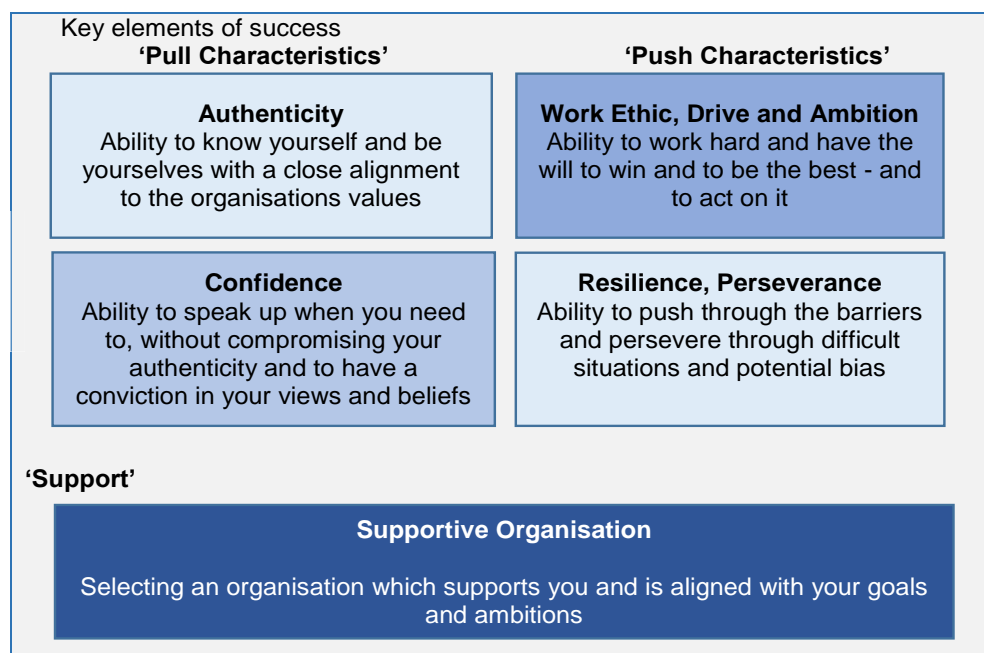 Key elements of success
‘Pull Characteristics’
‘Push Characteristics’
Authenticity
Ability to know yourself and be
yourselves with a close alignment
to the organisations values
Work Ethic, Drive and Ambition
Ability to work hard and have the
will to win and to be the best - and
to act on it
Confidence
Ability to speak up when you need
to, without compromising your
authenticity and to have a
conviction in your views and beliefs
Resilience, Perseverance
Ability to push through the barriers
and persevere through difficult
situations and potential bias
‘Support’
Supportive Organisation
Selecting an organisation which supports you and is aligned with your goals
and ambitions